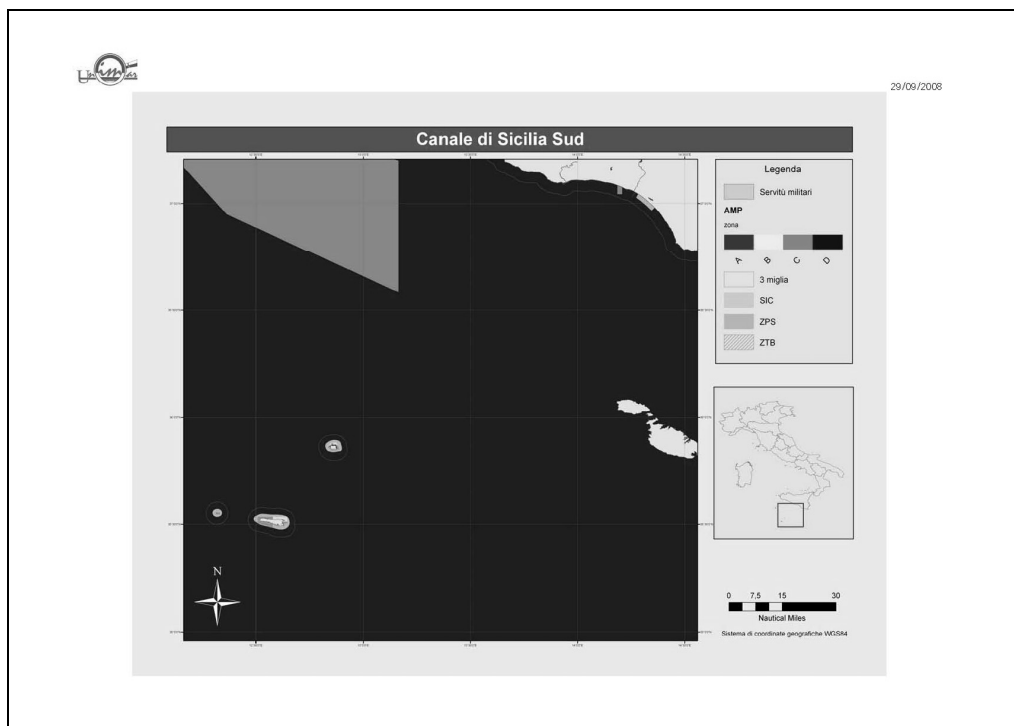 Unimar
29/09/2008
Canale di Sicilia Sud
Legenda
Servitù militari
AMP
zona
A B C D
3 miglia
SIC
ZPS
ZTB
N
0 7,5 15 30
Nautical Miles
Sistema di coordinate geografiche WGS84